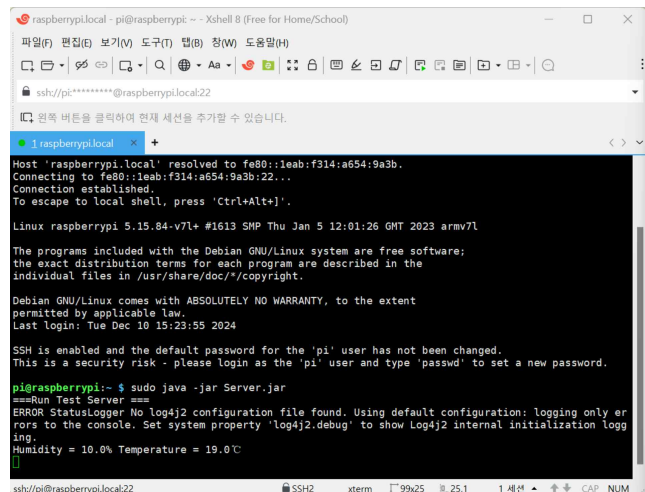 raspberrypi.local - pi@raspberrypi: ~ - Xshell 8 (Free for Home/School)
파일(F) 편집(E) 보기(V) 도구(T) 탭(B) 창(W) 도움말(H)
ssh://pi:*********@raspberrypi.local:22
왼쪽 버튼을 클릭하여 현재 세션을 추가할 수 있습니다.
1 raspberrypi.local × +
Host 'raspberrypi.local' resolved to fe80::1eab:f314:a654:9a3b.
Connecting to fe80::1eab:f314:a654:9a3b:22...
Connection established.
To escape to local shell, press 'Ctrl+Alt+]'.
Linux raspberrypi 5.15.84-v7l+ #1613 SMP Thu Jan 5 12:01:26 GMT 2023 armv7l
The programs included with the Debian GNU/Linux system are free software;
the exact distribution terms for each program are described in the
individual files in /usr/share/doc/*/copyright.
Debian GNU/Linux comes with ABSOLUTELY NO WARRANTY, to the extent
permitted by applicable law.
Last login: Tue Dec 10 15:23:55 2024
SSH is enabled and the default password for the 'pi' user has not been changed.
This is a security risk - please login as the 'pi' user and type 'passwd' to set a new password.
pi@raspberrypi:~ $ sudo java -jar Server.jar
===Run Test Server ===
ERROR StatusLogger No log4j2 configuration file found. Using default configuration: logging only er
rors to the console. Set system property 'log4j2.debug' to show Log4j2 internal initialization logg
ing.
Humidity = 10.0% Temperature = 19.0℃
ssh://pi@raspberrypi.local:22 SSH2 xterm 99x25 25,1 1 세션 CAP NUM